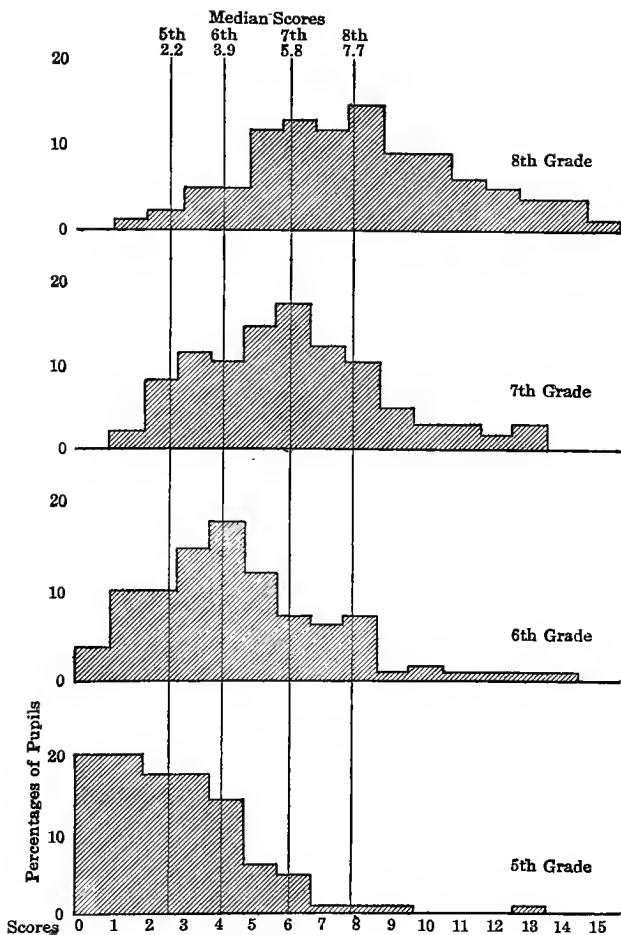 Median Scores
5th 6th 7th 8th
2.2 3.9 5.8 7.7
20
10
0
8th Grade
20
10
0
7th Grade
20
10
0
6th Grade
20
10
0
5th Grade
Percentages of Pupils
Scores 0 1 2 3 4 5 6 7 8 9 10 11 12 13 14 15